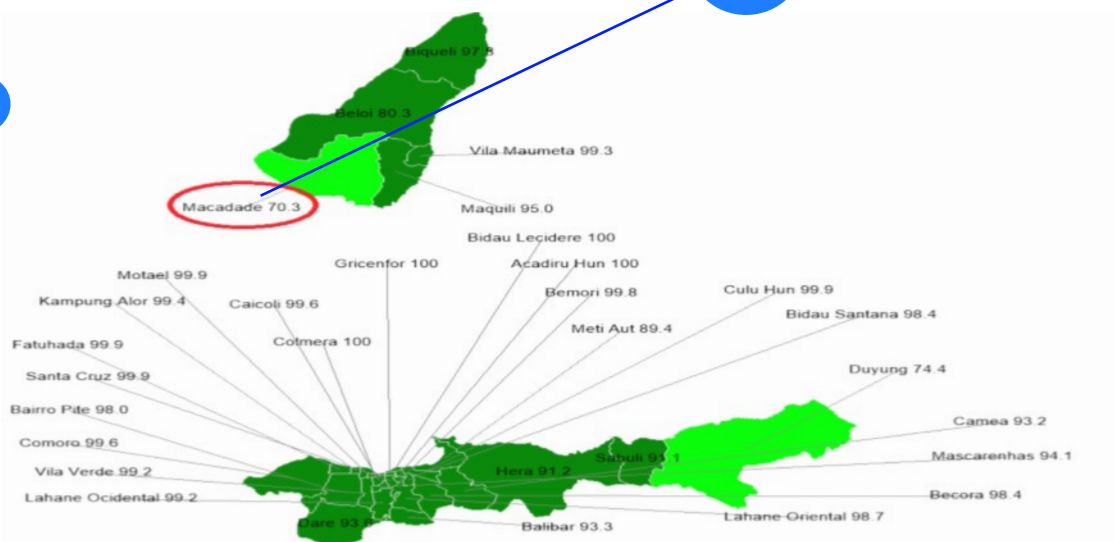 Biqueli 97.8
Beloi 80.3
Vila Maumeta 99.3
Macadade 70.3
Maquili 95.0
Bidau Lecidere 100
Gricenfor 100
Acadiru Hun 100
Motael 99.9
Bemori 99.8
Culu Hun 99.9
Kampung Alor 99.4
Caicoli 99.6
Bidau Santana 98.4
Meti Aut 89.4
Fatuhada 99.9
Colmera 100
Duyung 74.4
Santa Cruz 99.9
Bairro Pite 98.0
Camea 93.2
Comoro 99.6
Sabuli 91.1
Mascarenhas 94.1
Vila Verde 99.2
Hera 91.2
Lahane Ocidental 99.2
Becora 98.4
Lahane Oriental 98.7
Dare 93.8
Balibar 93.3